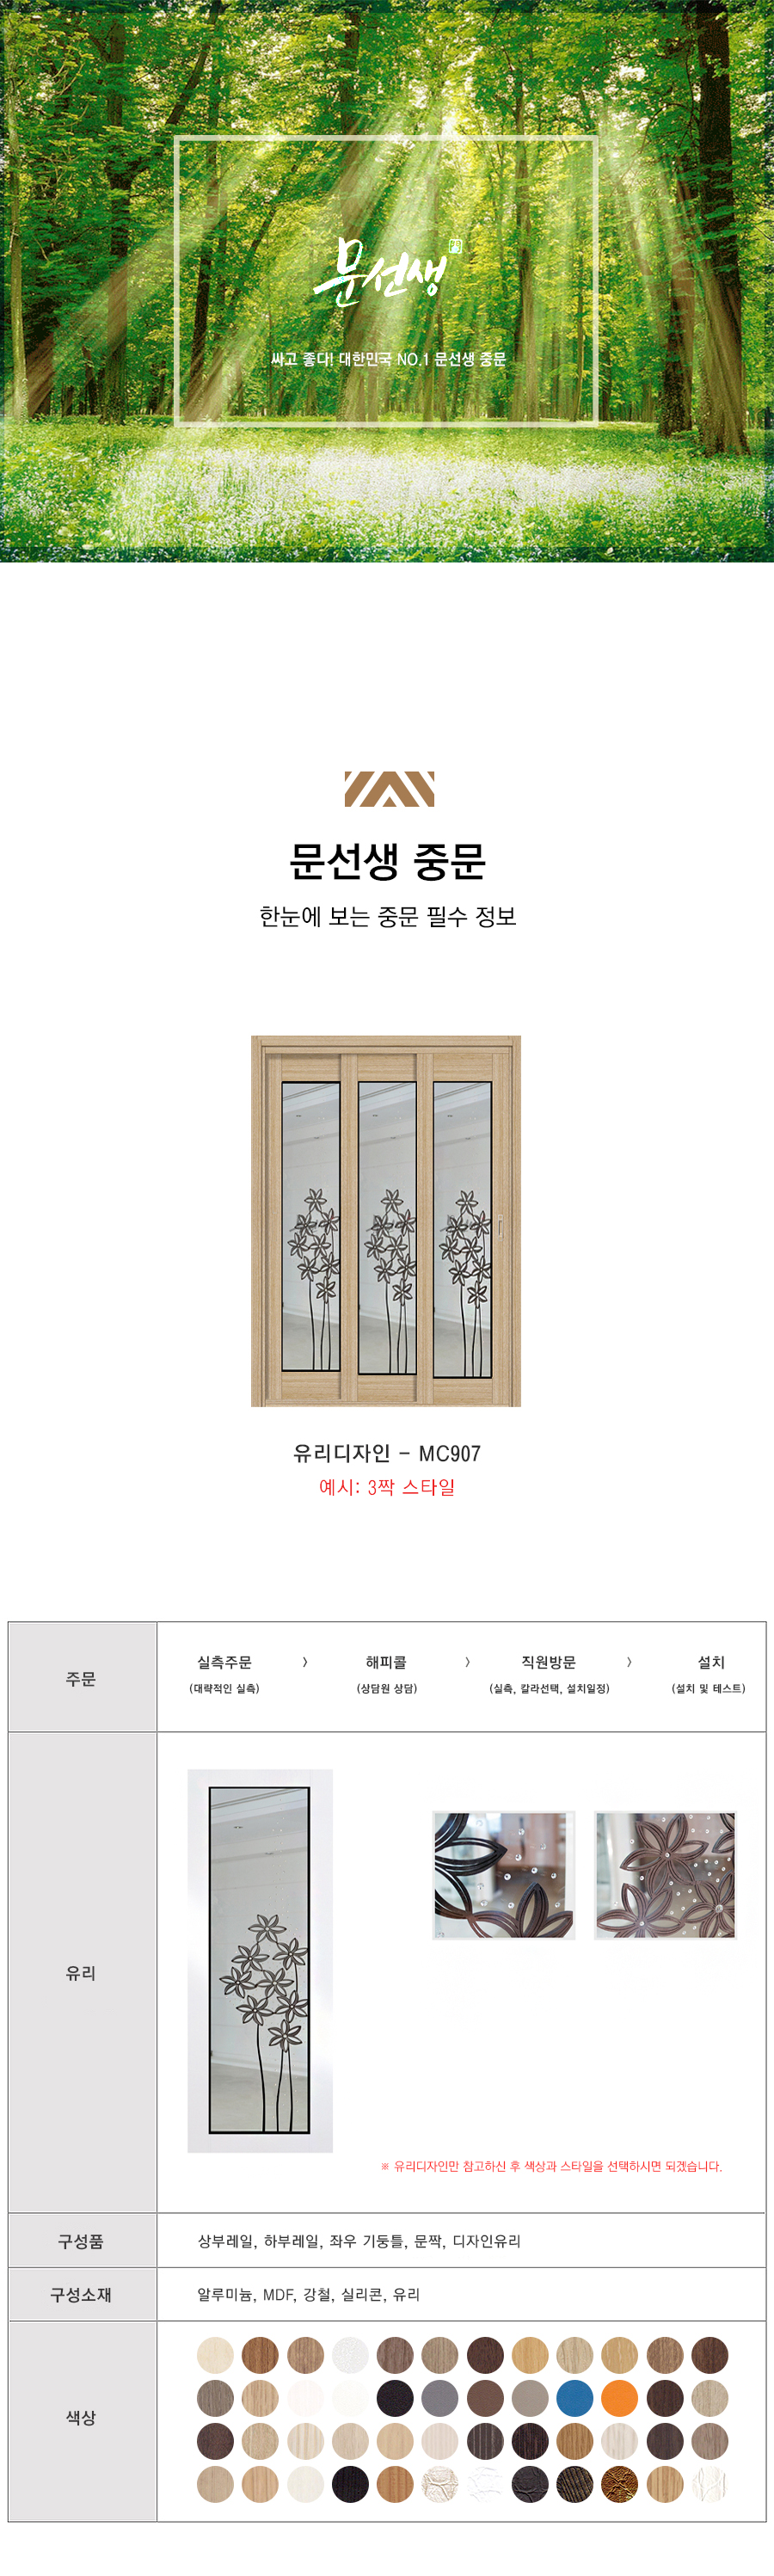 문선생
싸고 좋다! 대한민국 NO.1 문선생 중문
문선생 중문
한눈에 보는 중문 필수 정보
유리디자인 - MC907
예시: 3짝 스타일
주문
실측주문 > 해피콜 > 직원방문 > 설치
(대략적인 실측) (상담원 상담) (실측, 칼라선택, 설치일정) (설치 및 테스트)
유리
※ 유리디자인만 참고하신 후 색상과 스타일을 선택하시면 되겠습니다.
구성품
상부레일, 하부레일, 좌우 기둥틀, 문짝, 디자인유리
구성소재
알루미늄, MDF, 강철, 실리콘, 유리
색상